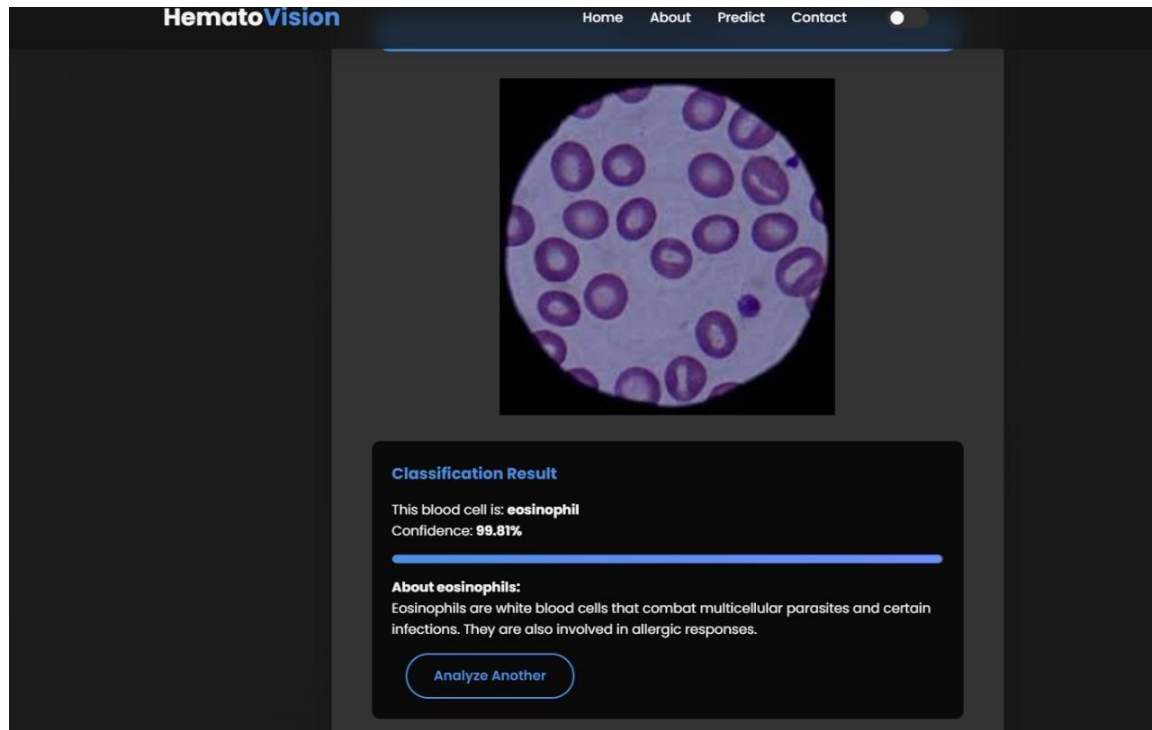 HematoVision
Home About Predict Contact
Classification Result
This blood cell is: eosinophil
Confidence: 99.81%
About eosinophils:
Eosinophils are white blood cells that combat multicellular parasites and certain
infections. They are also involved in allergic responses.
Analyze Another